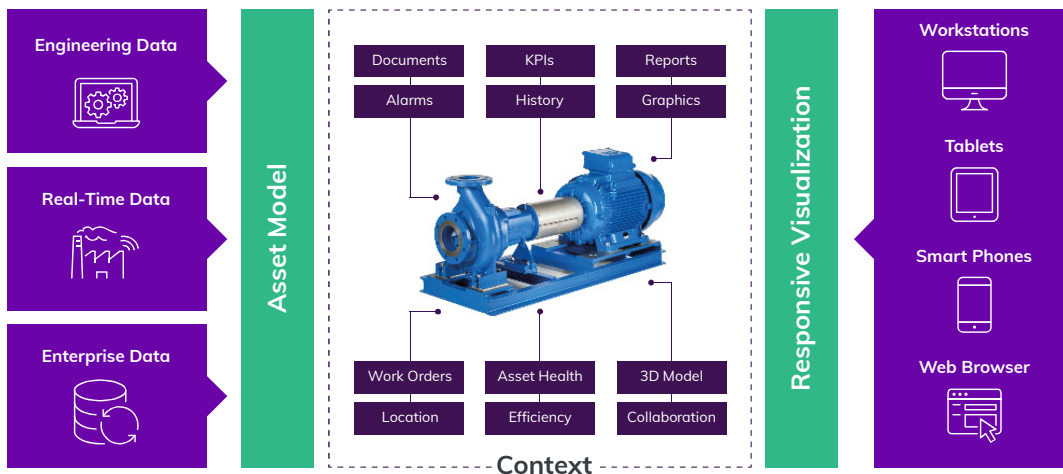 Engineering Data
Real-Time Data
Enterprise Data
Asset Model
Documents
KPIs
Reports
Alarms
History
Graphics
Work Orders
Asset Health
3D Model
Location
Efficiency
Collaboration
Context
Responsive Visualization
Workstations
Tablets
Smart Phones
Web Browser